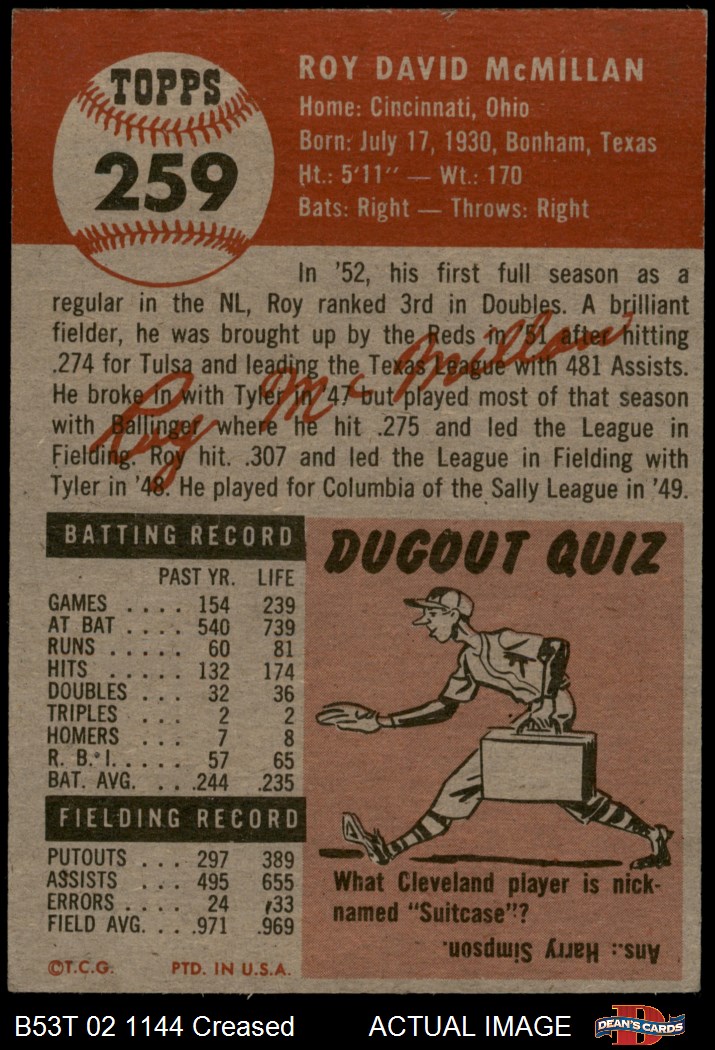 TOPPS
259
ROY DAVID McMILLAN
Home: Cincinnati, Ohio
Born: July 17, 1930, Bonham, Texas
Ht.: 5'11" — Wt.: 170
Bats: Right — Throws: Right
In '52, his first full season as a
regular in the NL, Roy ranked 3rd in Doubles. A brilliant
fielder, he was brought up by the Reds in '51 after hitting
.274 for Tulsa and leading the Texas League with 481 Assists.
He broke in with Tyler in '47 but played most of that season
with Ballinger where he hit .275 and led the League in
Fielding. Roy hit. .307 and led the League in Fielding with
Tyler in '48. He played for Columbia of the Sally League in '49.
Roy McMillan
BATTING RECORD
PAST YR. LIFE
GAMES .... 154 239
AT BAT .... 540 739
RUNS ..... 60 81
HITS ..... 132 174
DOUBLES ... 32 36
TRIPLES ... 2 2
HOMERS ... 7 8
R. B. I. .... 57 65
BAT. AVG. ... .244 .235
FIELDING RECORD
PUTOUTS ... 297 389
ASSISTS ... 495 655
ERRORS ... 24 33
FIELD AVG. ... .971 .969
©T.C.G. PTD. IN U.S.A.
DUGOUT QUIZ
T
What Cleveland player is nick-
named "Suitcase"?
Ans.: Harry Simpson.
B53T 02 1144 Creased ACTUAL IMAGE
D
DEAN'S CARDS